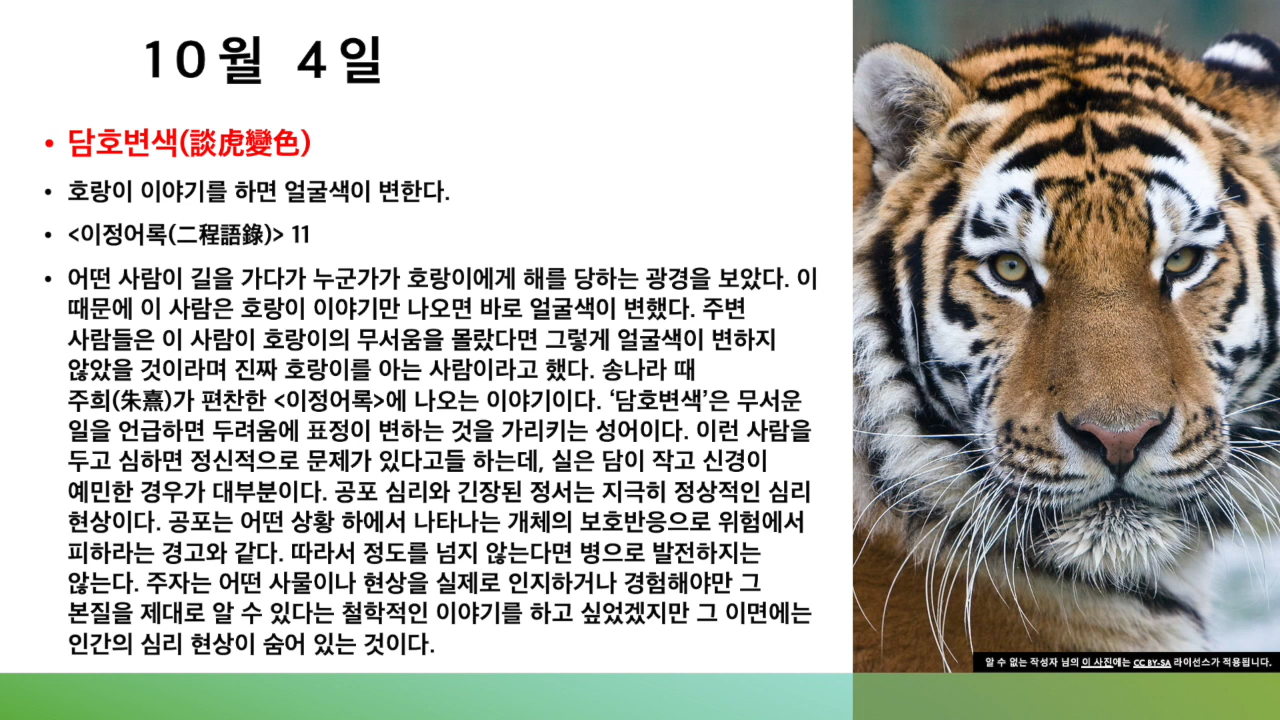 10월 4일
• 담호변색(談虎變色)
• 호랑이 이야기를 하면 얼굴색이 변한다.
• <이정어록(二程語錄)> 11
• 어떤 사람이 길을 가다가 누군가가 호랑이에게 해를 당하는 광경을 보았다. 이
때문에 이 사람은 호랑이 이야기만 나오면 바로 얼굴색이 변했다. 주변
사람들은 이 사람이 호랑이의 무서움을 몰랐다면 그렇게 얼굴색이 변하지
않았을 것이라며 진짜 호랑이를 아는 사람이라고 했다. 송나라 때
주희(朱熹)가 편찬한 <이정어록>에 나오는 이야기이다. ‘담호변색’은 무서운
일을 언급하면 두려움에 표정이 변하는 것을 가리키는 성어이다. 이런 사람을
두고 심하면 정신적으로 문제가 있다고들 하는데, 실은 담이 작고 신경이
예민한 경우가 대부분이다. 공포 심리와 긴장된 정서는 지극히 정상적인 심리
현상이다. 공포는 어떤 상황 하에서 나타나는 개체의 보호반응으로 위험에서
피하라는 경고와 같다. 따라서 정도를 넘지 않는다면 병으로 발전하지는
않는다. 주자는 어떤 사물이나 현상을 실제로 인지하거나 경험해야만 그
본질을 제대로 알 수 있다는 철학적인 이야기를 하고 싶었겠지만 그 이면에는
인간의 심리 현상이 숨어 있는 것이다.
알 수 없는 작성자 님의 이 사진에는 CC BY-SA 라이선스가 적용됩니다.